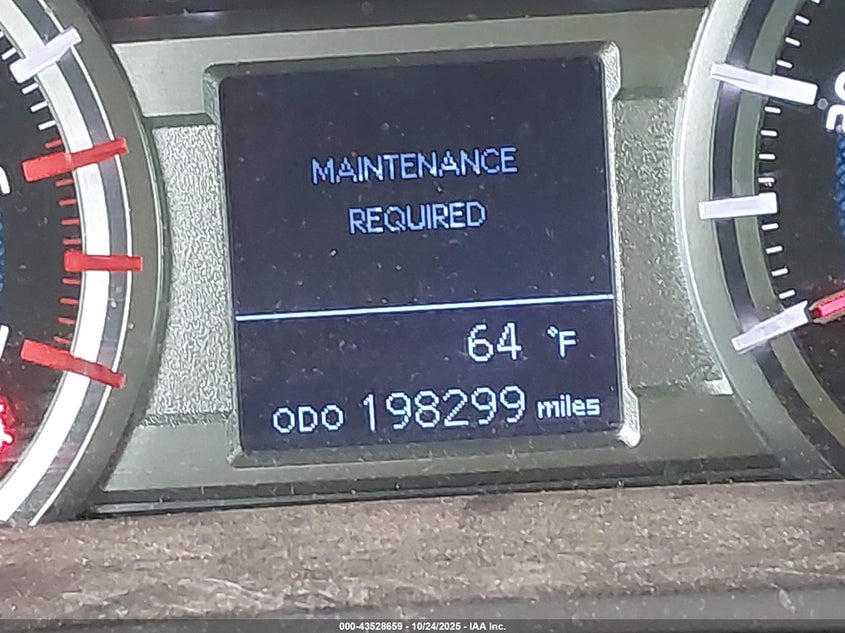 MAINTENANCE
REQUIRED
64 °F
ODO 198299 miles
000-43528659 - 10/24/2025 - IAA Inc.